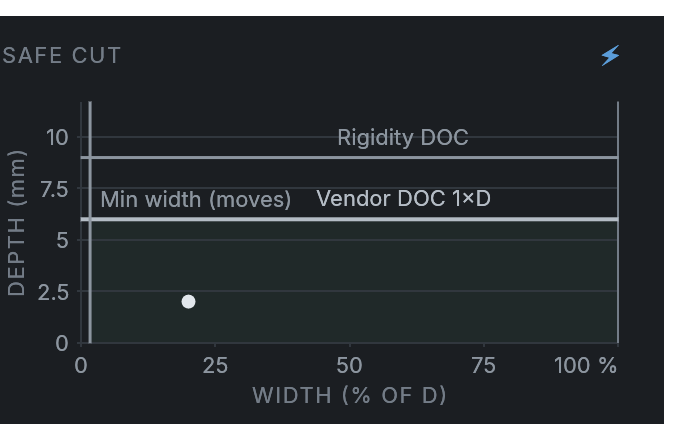 SAFE CUT
10
Rigidity DOC
7.5
Min width (moves)
Vendor DOC 1×D
5
2.5
0
DEPTH (mm)
0 25 50 75 100 %
WIDTH (% OF D)